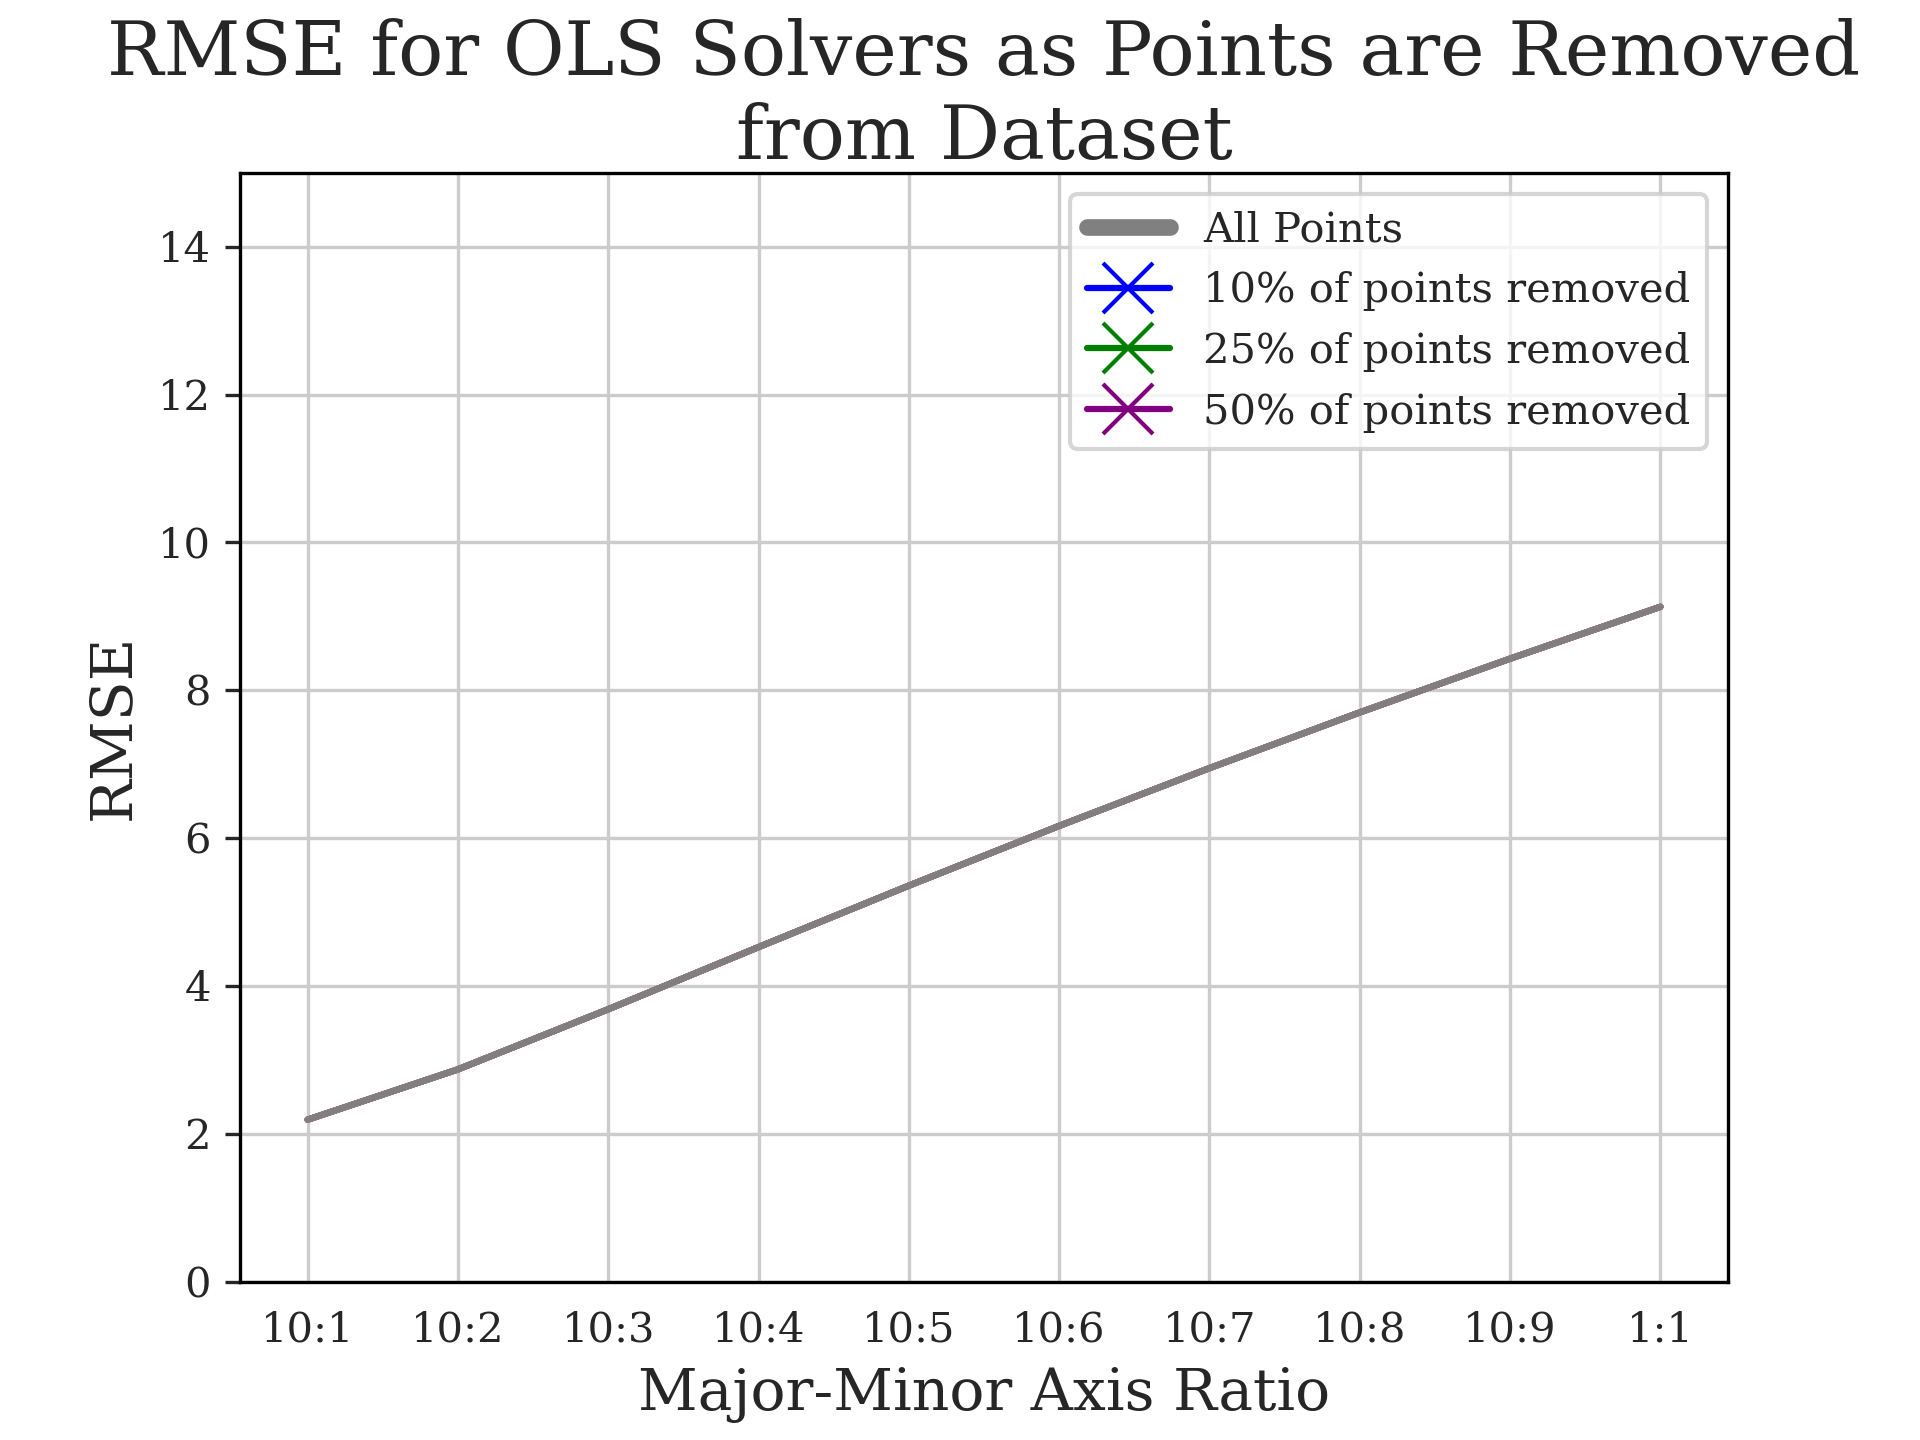 RMSE for OLS Solvers as Points are Removed
from Dataset
All Points
10% of points removed
25% of points removed
50% of points removed
14
12
10
8
6
4
2
0
RMSE
10:1 10:2 10:3 10:4 10:5 10:6 10:7 10:8 10:9 1:1
Major-Minor Axis Ratio